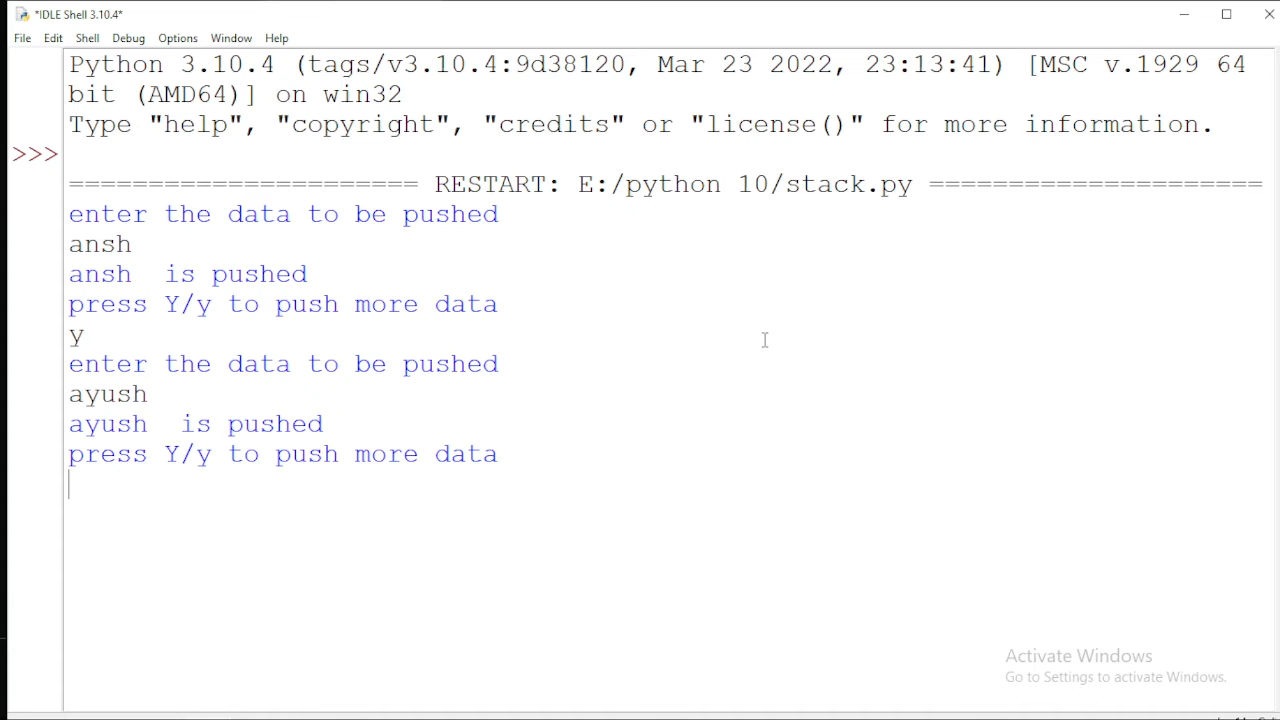 *IDLE Shell 3.10.4*
File Edit Shell Debug Options Window Help
Python 3.10.4 (tags/v3.10.4:9d38120, Mar 23 2022, 23:13:41) [MSC v.1929 64
bit (AMD64)] on win32
Type "help", "copyright", "credits" or "license()" for more information.
>>>
====================== RESTART: E:/python 10/stack.py =====================
enter the data to be pushed
ansh
ansh  is pushed
press Y/y to push more data
y
enter the data to be pushed
ayush
ayush  is pushed
press Y/y to push more data
Activate Windows
Go to Settings to activate Windows.